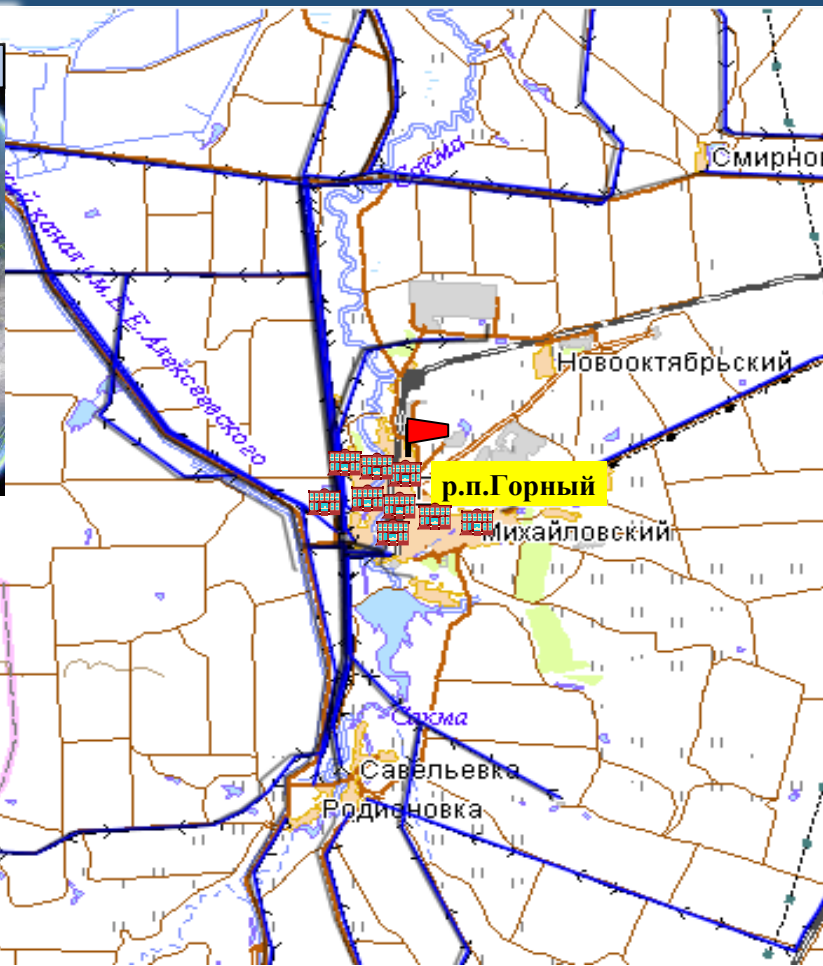 Сакма
Смирнов
канал им. Е. Е. Алексеевского
Новооктябрьский
р.п.Горный
Михайловский
Сакма
Савельевка
Родионовка